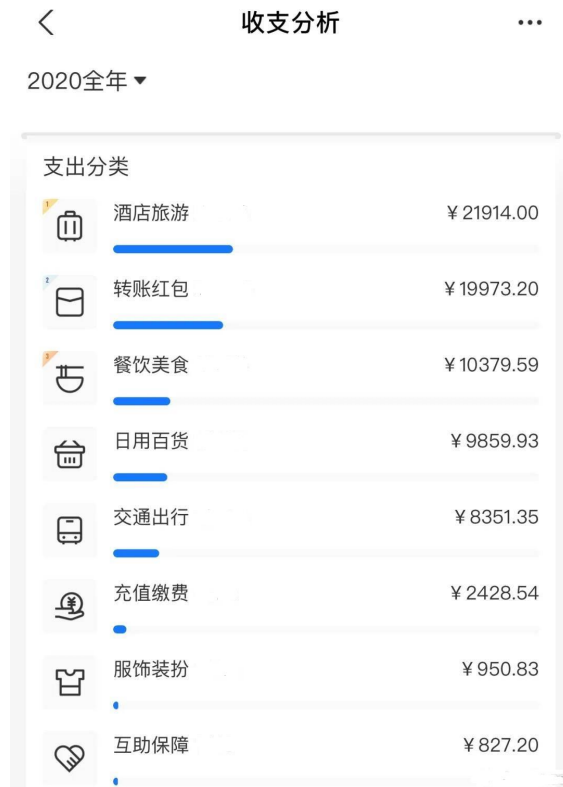 收支分析
2020全年
支出分类
1
酒店旅游 ¥21914.00
2
转账红包 ¥19973.20
3
餐饮美食 ¥10379.59
日用百货 ¥9859.93
交通出行 ¥8351.35
充值缴费 ¥2428.54
服饰装扮 ¥950.83
互助保障 ¥827.20